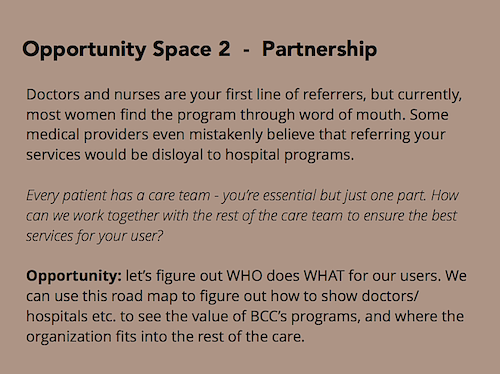 Opportunity Space 2 - Partnership
Doctors and nurses are your first line of referrers, but currently,
most women find the program through word of mouth. Some
medical providers even mistakenly believe that referring your
services would be disloyal to hospital programs.
Every patient has a care team - you're essential but just one part. How
can we work together with the rest of the care team to ensure the best
services for your user?
Opportunity: let's figure out WHO does WHAT for our users. We
can use this road map to figure out how to show doctors/
hospitals etc. to see the value of BCC's programs, and where the
organization fits into the rest of the care.